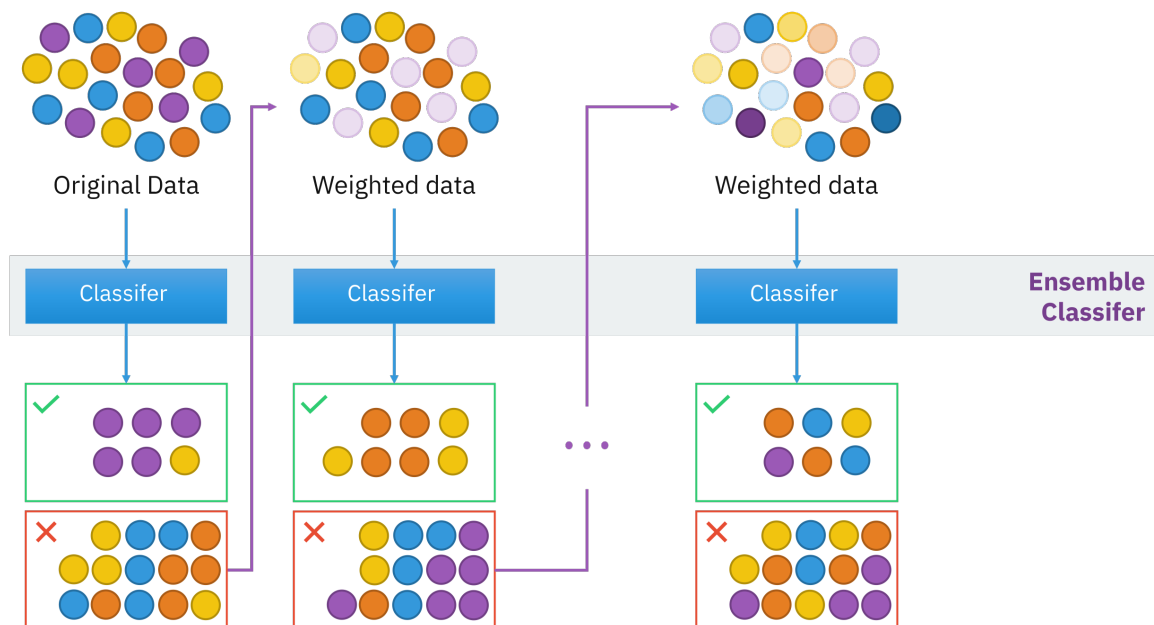 Original Data
Weighted data
Weighted data
Classifer
Classifer
Classifer
Ensemble
Classifer